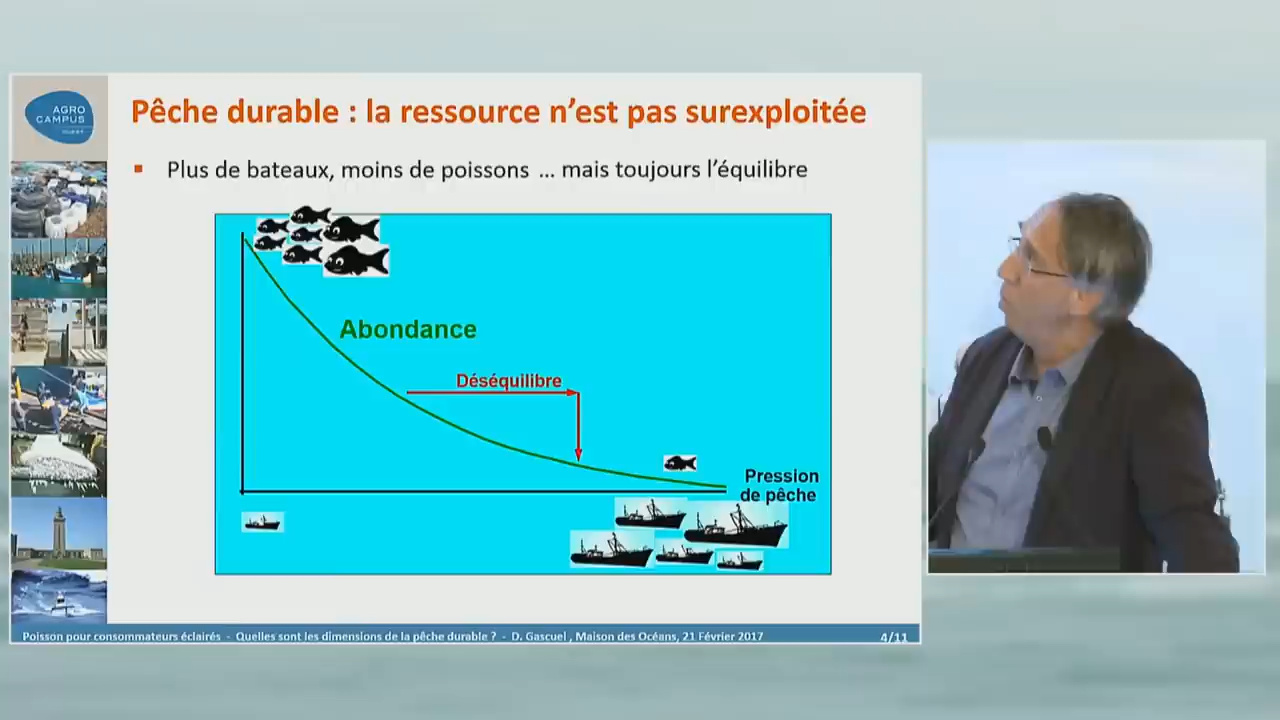 AGRO
CAMPUS
OUEST
Pêche durable : la ressource n'est pas surexploitée
Plus de bateaux, moins de poissons ... mais toujours l'équilibre
Abondance
Déséquilibre
Pression
de pêche
Poisson pour consommateurs éclairés - Quelles sont les dimensions de la pêche durable ? - D. Gascuel , Maison des Océans, 21 Février 2017
4/11